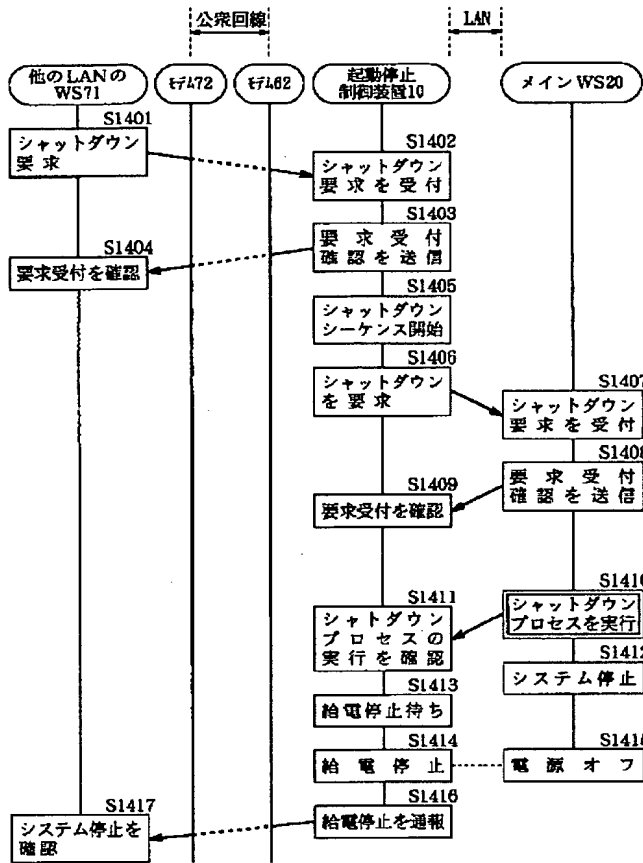 公衆回線
LAN
他のLANの
WS71
モデム72
モデム62
起動停止
制御装置10
メインWS20
S1401
シャットダウン
要求
S1402
シャットダウン
要求を受付
S1403
要求受付
確認を送信
S1404
要求受付を確認
S1405
シャットダウン
シーケンス開始
S1406
シャットダウン
を要求
S1407
シャットダウン
要求を受付
S1408
要求受付
確認を送信
S1409
要求受付を確認
S1410
シャットダウン
プロセスを実行
S1411
シャトダウン
プロセスの
実行を確認
S1412
システム停止
S1413
給電停止待ち
S1414
給電停止
S1415
電源オフ
S1416
給電停止を通報
S1417
システム停止を
確認